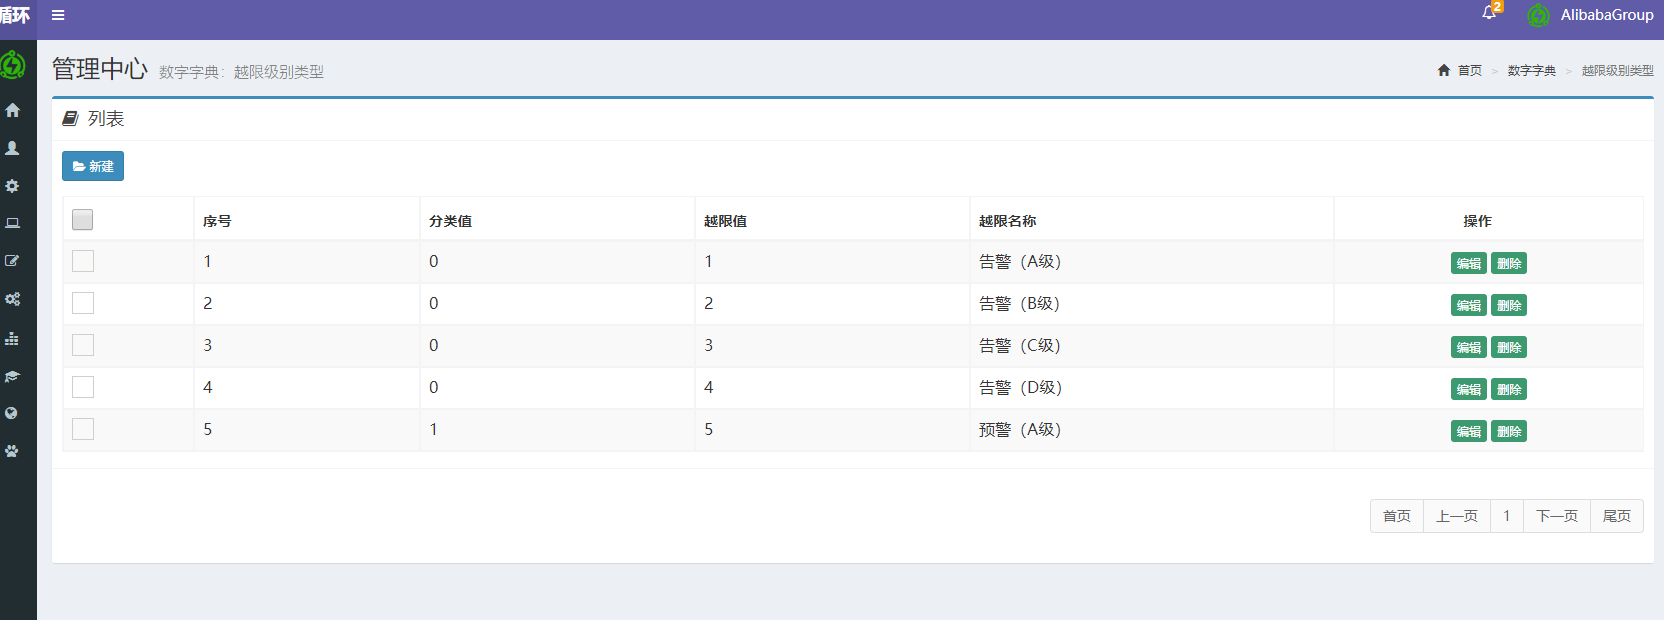 循环
2
AlibabaGroup
管理中心 数字字典：越限级别类型
首页 > 数字字典 > 越限级别类型
列表
新建
序号 分类值 越限值 越限名称 操作
1 0 1 告警（A级） 编辑 删除
2 0 2 告警（B级） 编辑 删除
3 0 3 告警（C级） 编辑 删除
4 0 4 告警（D级） 编辑 删除
5 1 5 预警（A级） 编辑 删除
首页 上一页 1 下一页 尾页